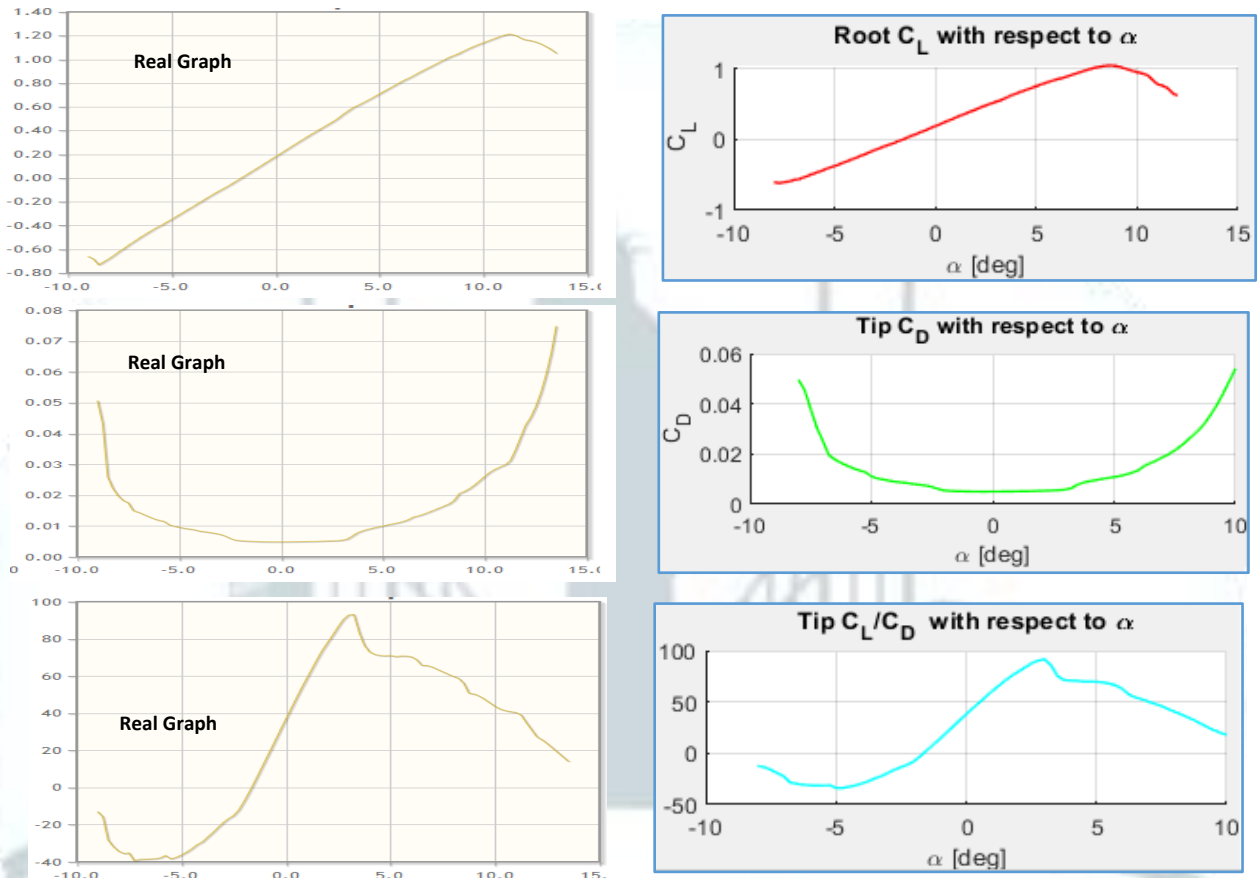 1.40
1.20
1.00
0.80
0.60
0.40
0.20
0.00
-0.20
-0.40
-0.60
-0.80
Real Graph
-10.0 -5.0 0.0 5.0 10.0 15.(
Root C_L with respect to α
1
0
-1
C_L
-10 -5 0 5 10 15
α [deg]
0.08
0.07
0.06
0.05
0.04
0.03
0.02
0.01
0.00
Real Graph
0 -10.0 -5.0 0.0 5.0 10.0 15.0
Tip C_D with respect to α
0.06
0.04
0.02
0
C_D
-10 -5 0 5 10
α [deg]
100
80
60
40
20
0
-20
-40
Real Graph
-10.0 -5.0 0.0 5.0 10.0 15.
Tip C_L/C_D with respect to α
100
50
0
-50
-10 -5 0 5 10
α [deg]